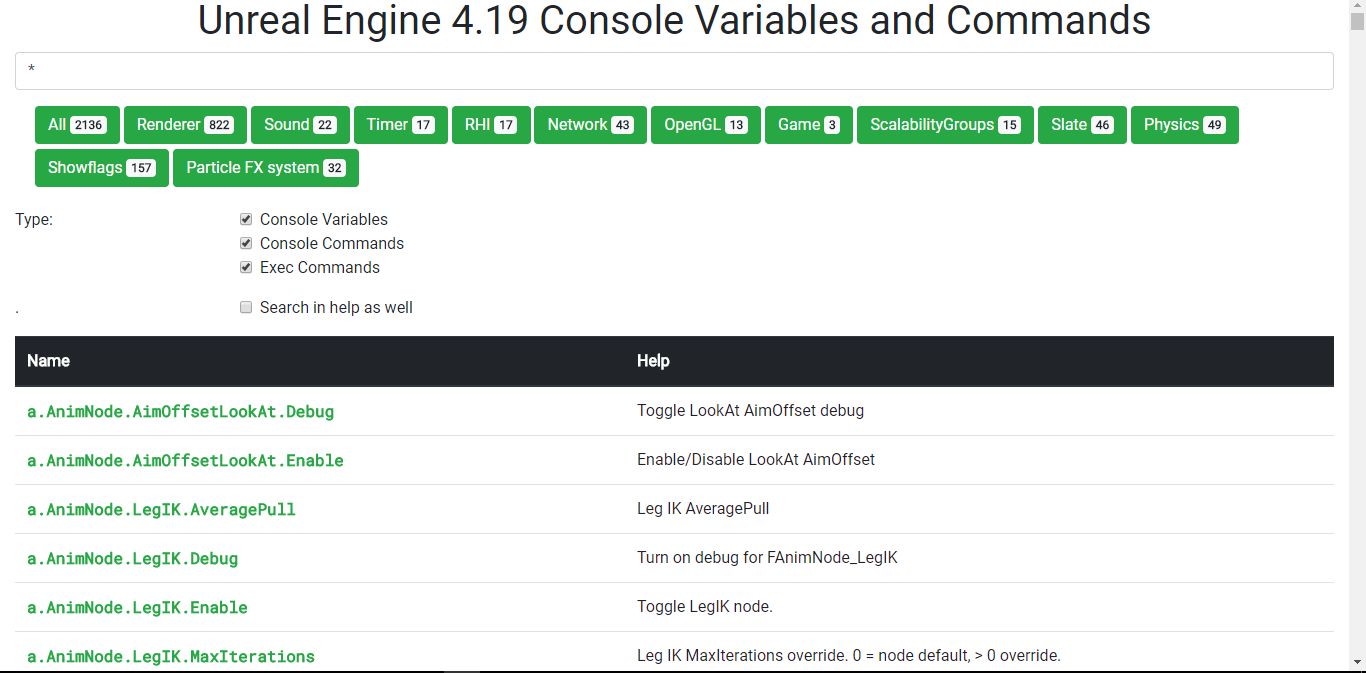 Unreal Engine 4.19 Console Variables and Commands
*
All 2136 Renderer 822 Sound 22 Timer 17 RHI 17 Network 43 OpenGL 13 Game 3 ScalabilityGroups 15 Slate 46 Physics 49
Showflags 157 Particle FX system 32
Type: Console Variables
Console Commands
Exec Commands
. Search in help as well
Name Help
a.AnimNode.AimOffsetLookAt.Debug Toggle LookAt AimOffset debug
a.AnimNode.AimOffsetLookAt.Enable Enable/Disable LookAt AimOffset
a.AnimNode.LegIK.AveragePull Leg IK AveragePull
a.AnimNode.LegIK.Debug Turn on debug for FAnimNode_LegIK
a.AnimNode.LegIK.Enable Toggle LegIK node.
a.AnimNode.LegIK.MaxIterations Leg IK MaxIterations override. 0 = node default, > 0 override.